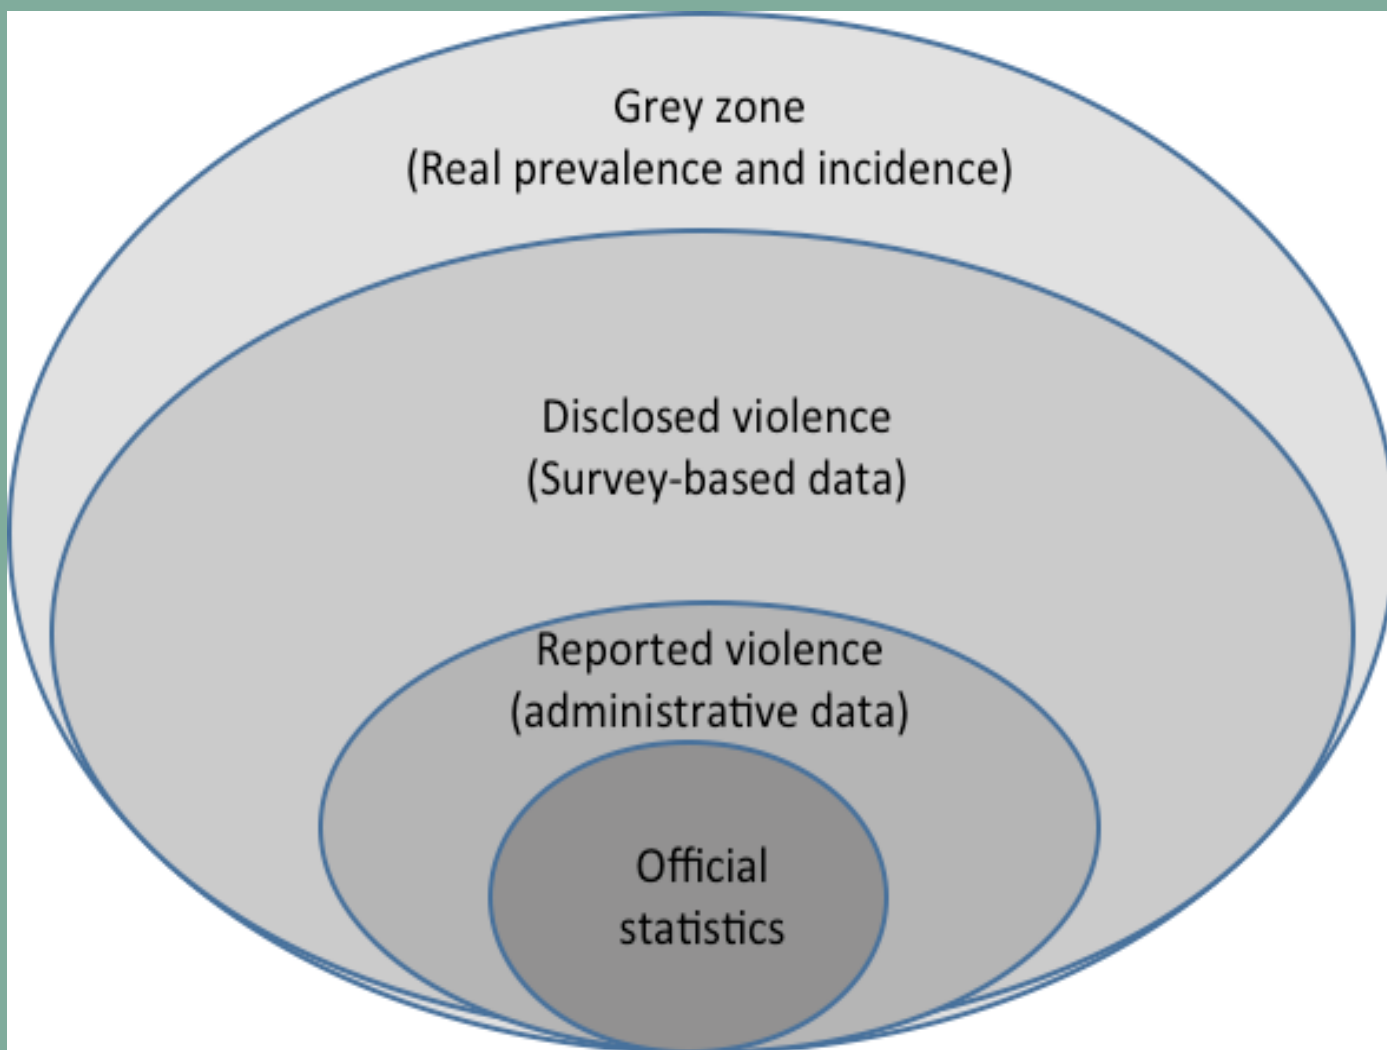 Grey zone
(Real prevalence and incidence)
Disclosed violence
(Survey-based data)
Reported violence
(administrative data)
Official
statistics